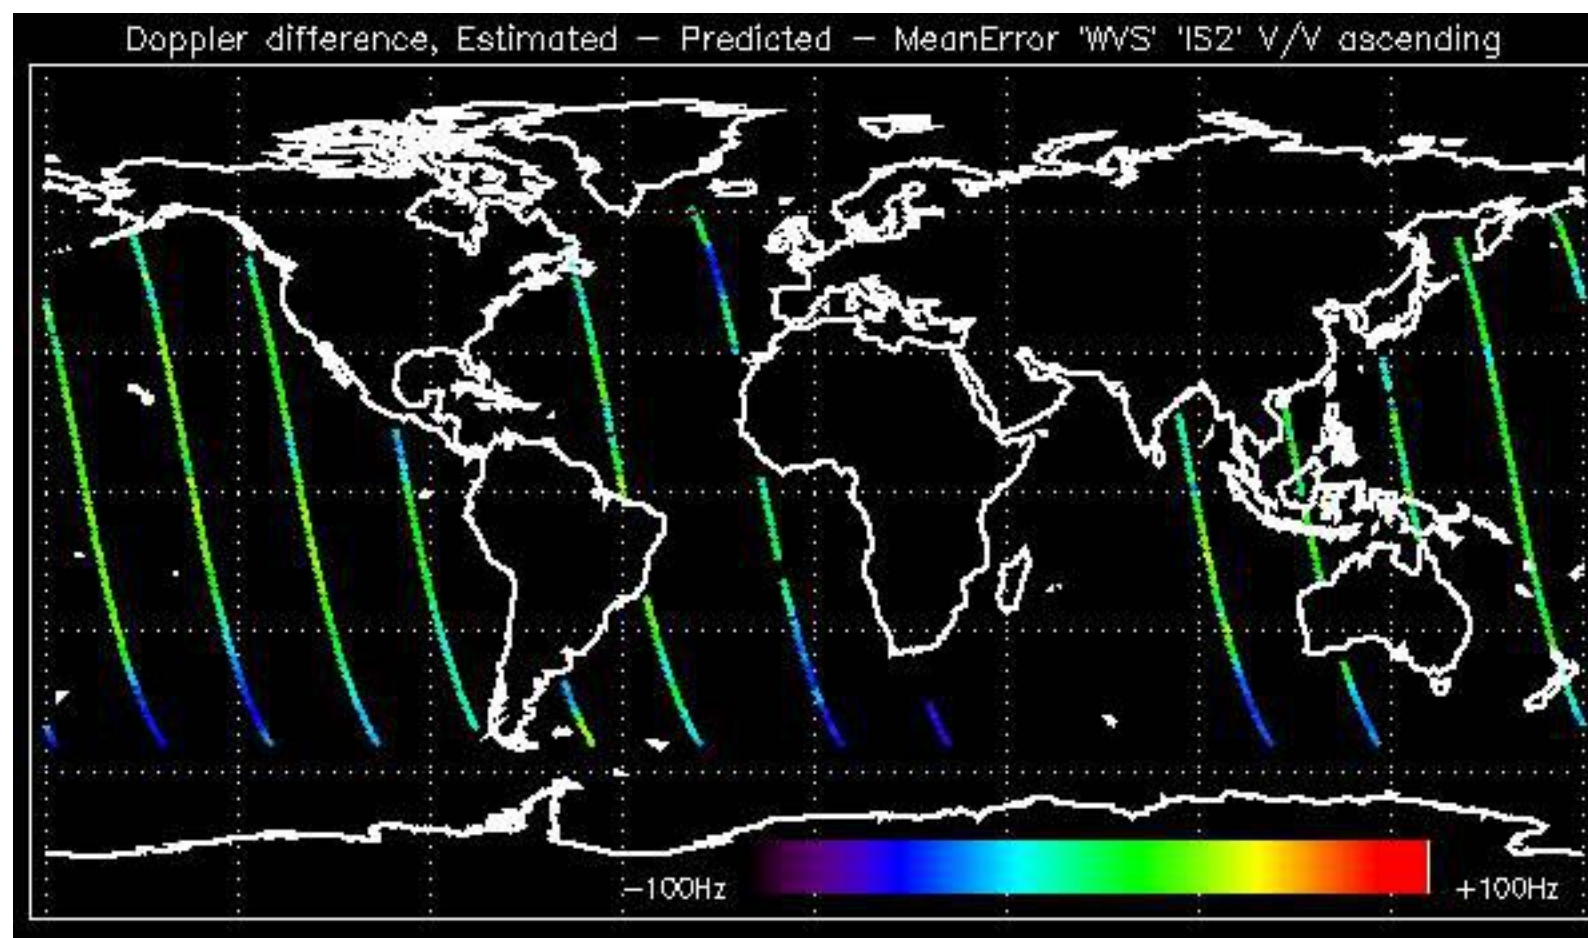 Doppler difference, Estimated – Predicted – MeanError 'WVS' 'IS2' V/V ascending
−100Hz
+100Hz